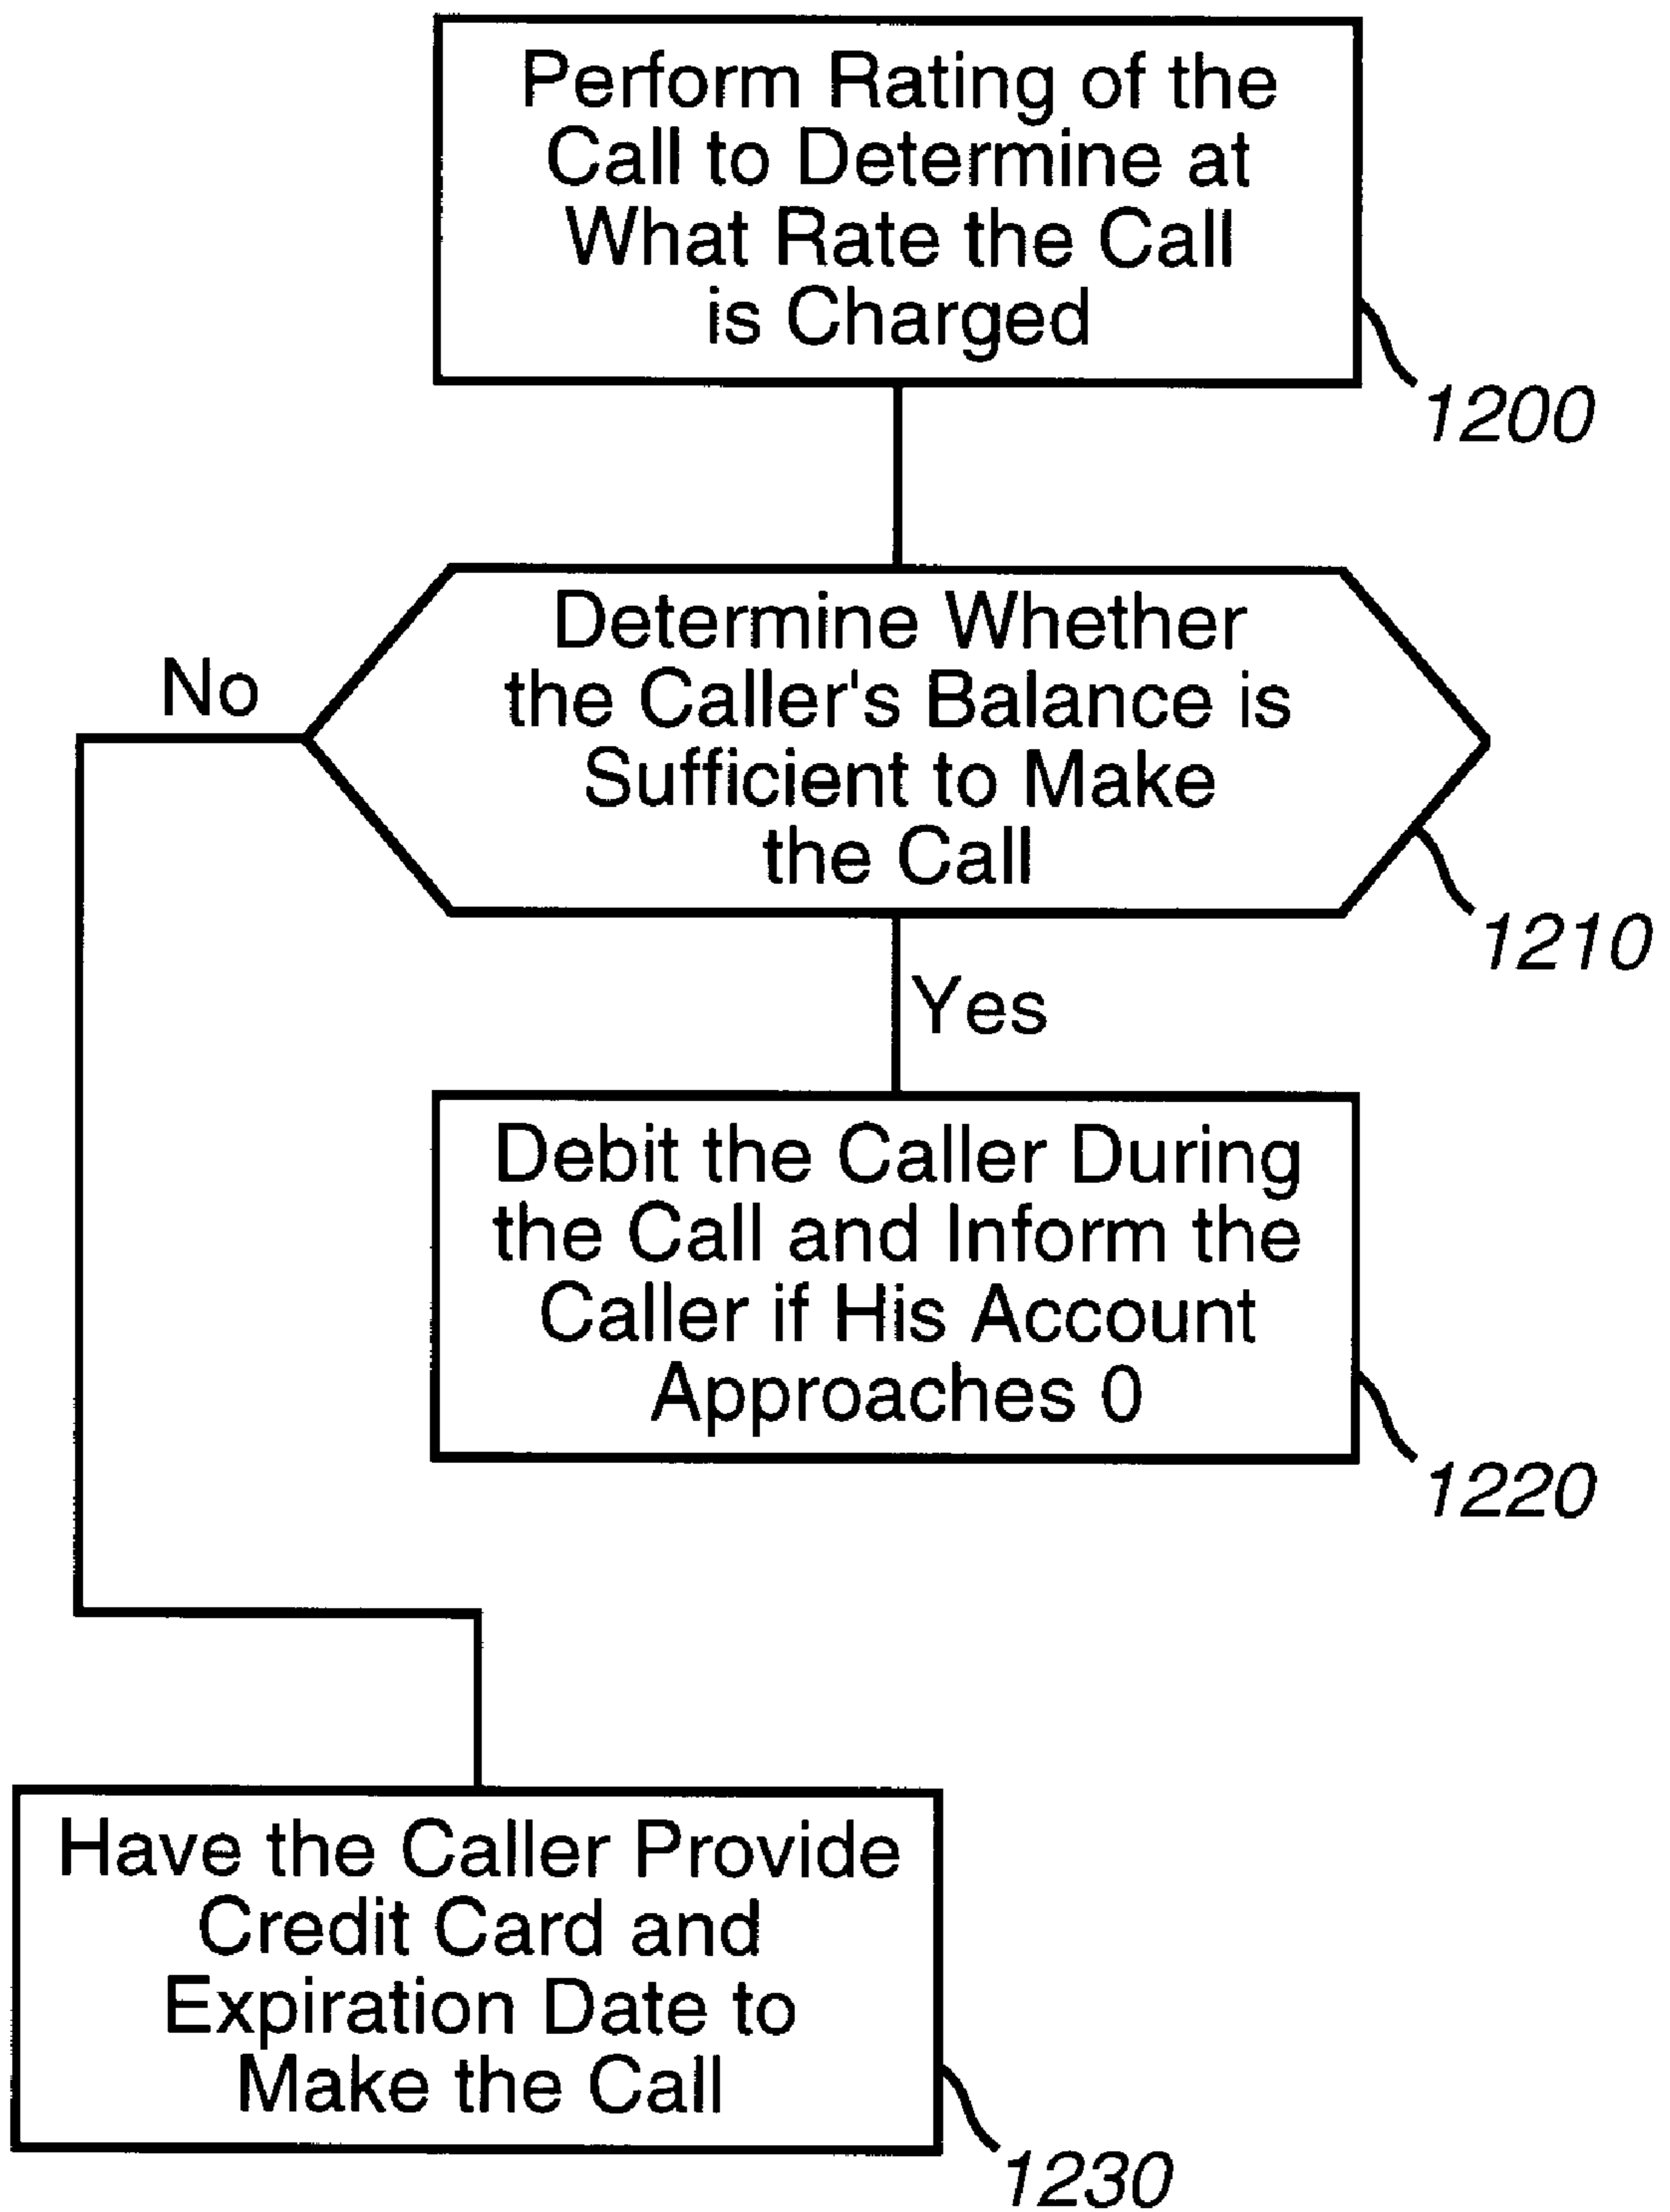 Perform Rating of the
Call to Determine at
What Rate the Call
is Charged
1200
Determine Whether
the Caller's Balance is
Sufficient to Make
the Call
No
1210
Yes
Debit the Caller During
the Call and Inform the
Caller if His Account
Approaches 0
1220
Have the Caller Provide
Credit Card and
Expiration Date to
Make the Call
1230